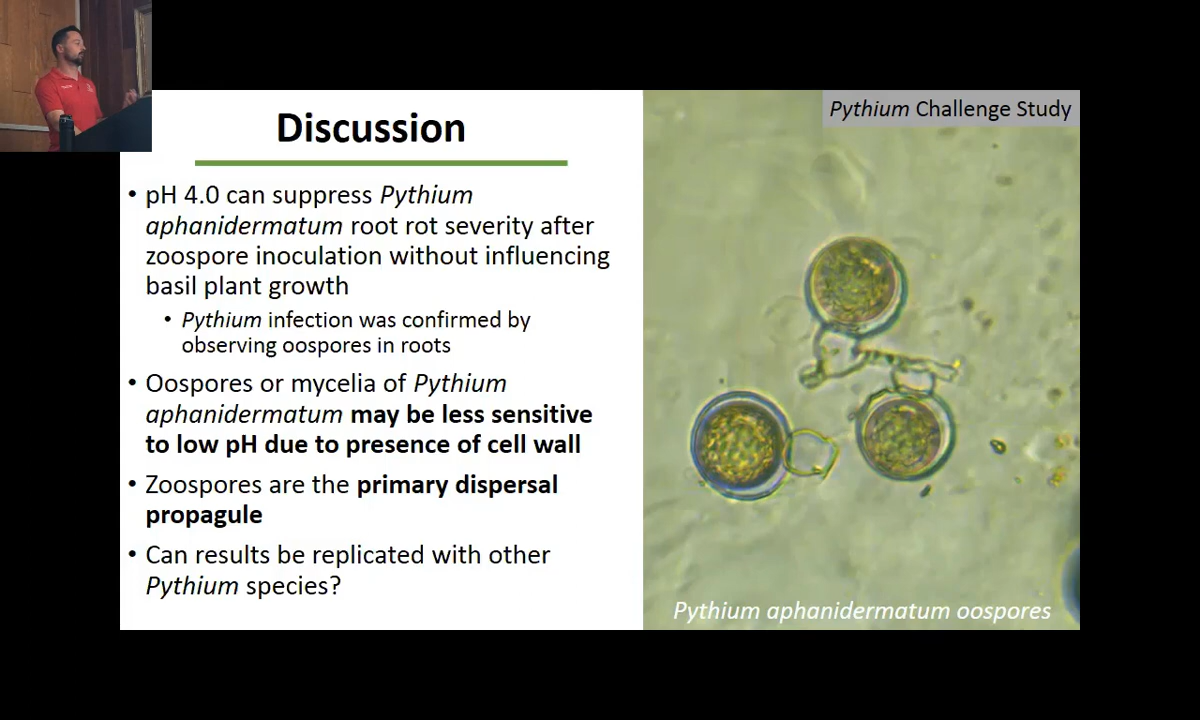 Discussion
• pH 4.0 can suppress Pythium
aphanidermatum root rot severity after
zoospore inoculation without influencing
basil plant growth
• Pythium infection was confirmed by
observing oospores in roots
• Oospores or mycelia of Pythium
aphanidermatum may be less sensitive
to low pH due to presence of cell wall
• Zoospores are the primary dispersal
propagule
• Can results be replicated with other
Pythium species?
Pythium Challenge Study
Pythium aphanidermatum oospores